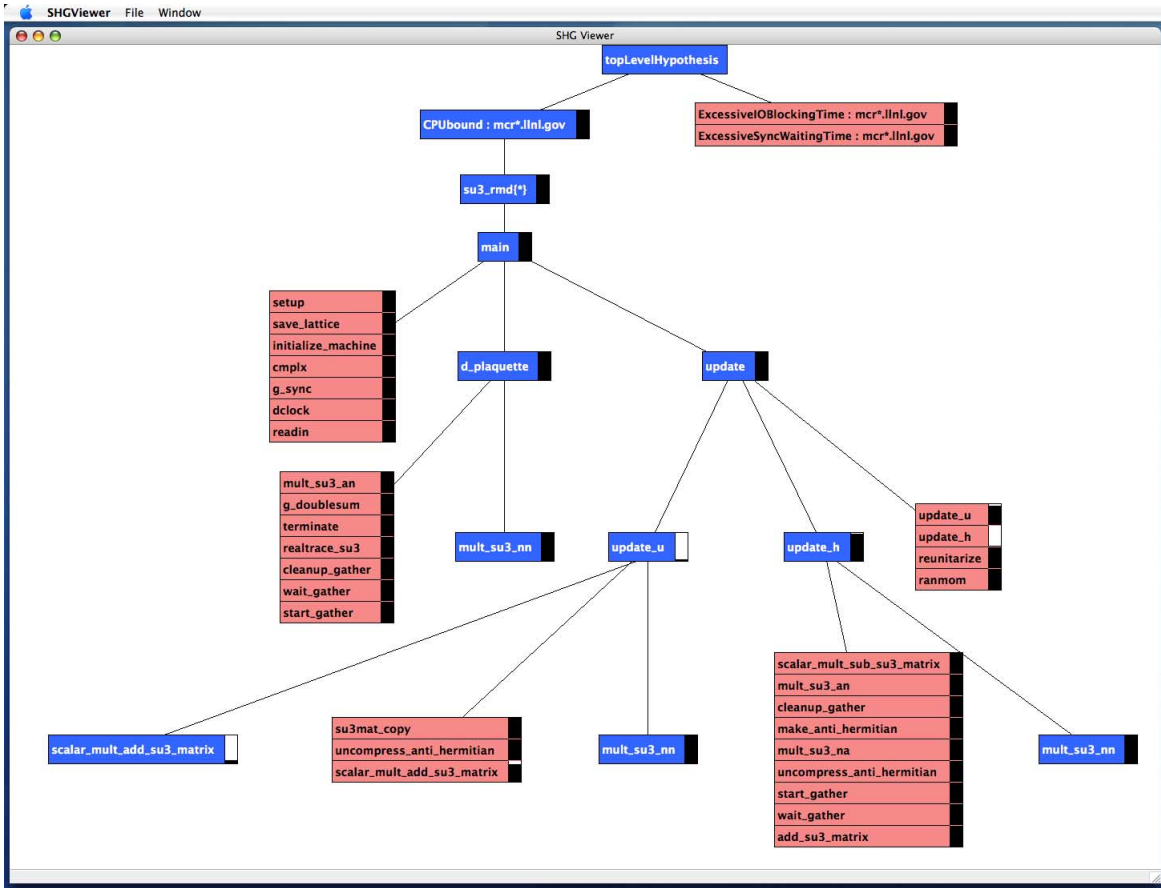 SHGViewer File Window
SHG Viewer
topLevelHypothesis
CPUbound : mcr*.llnl.gov
ExcessiveIOBlockingTime : mcr*.llnl.gov
ExcessiveSyncWaitingTime : mcr*.llnl.gov
su3_rmd{*}
main
setup
save_lattice
initialize_machine
cmplx
g_sync
dclock
readin
d_plaquette
update
mult_su3_an
g_doublesum
terminate
realtrace_su3
cleanup_gather
wait_gather
start_gather
mult_su3_nn
update_u
update_h
update_u
update_h
reunitarize
ranmom
scalar_mult_add_su3_matrix
su3mat_copy
uncompress_anti_hermitian
scalar_mult_add_su3_matrix
mult_su3_nn
scalar_mult_sub_su3_matrix
mult_su3_an
cleanup_gather
make_anti_hermitian
mult_su3_na
uncompress_anti_hermitian
start_gather
wait_gather
add_su3_matrix
mult_su3_nn